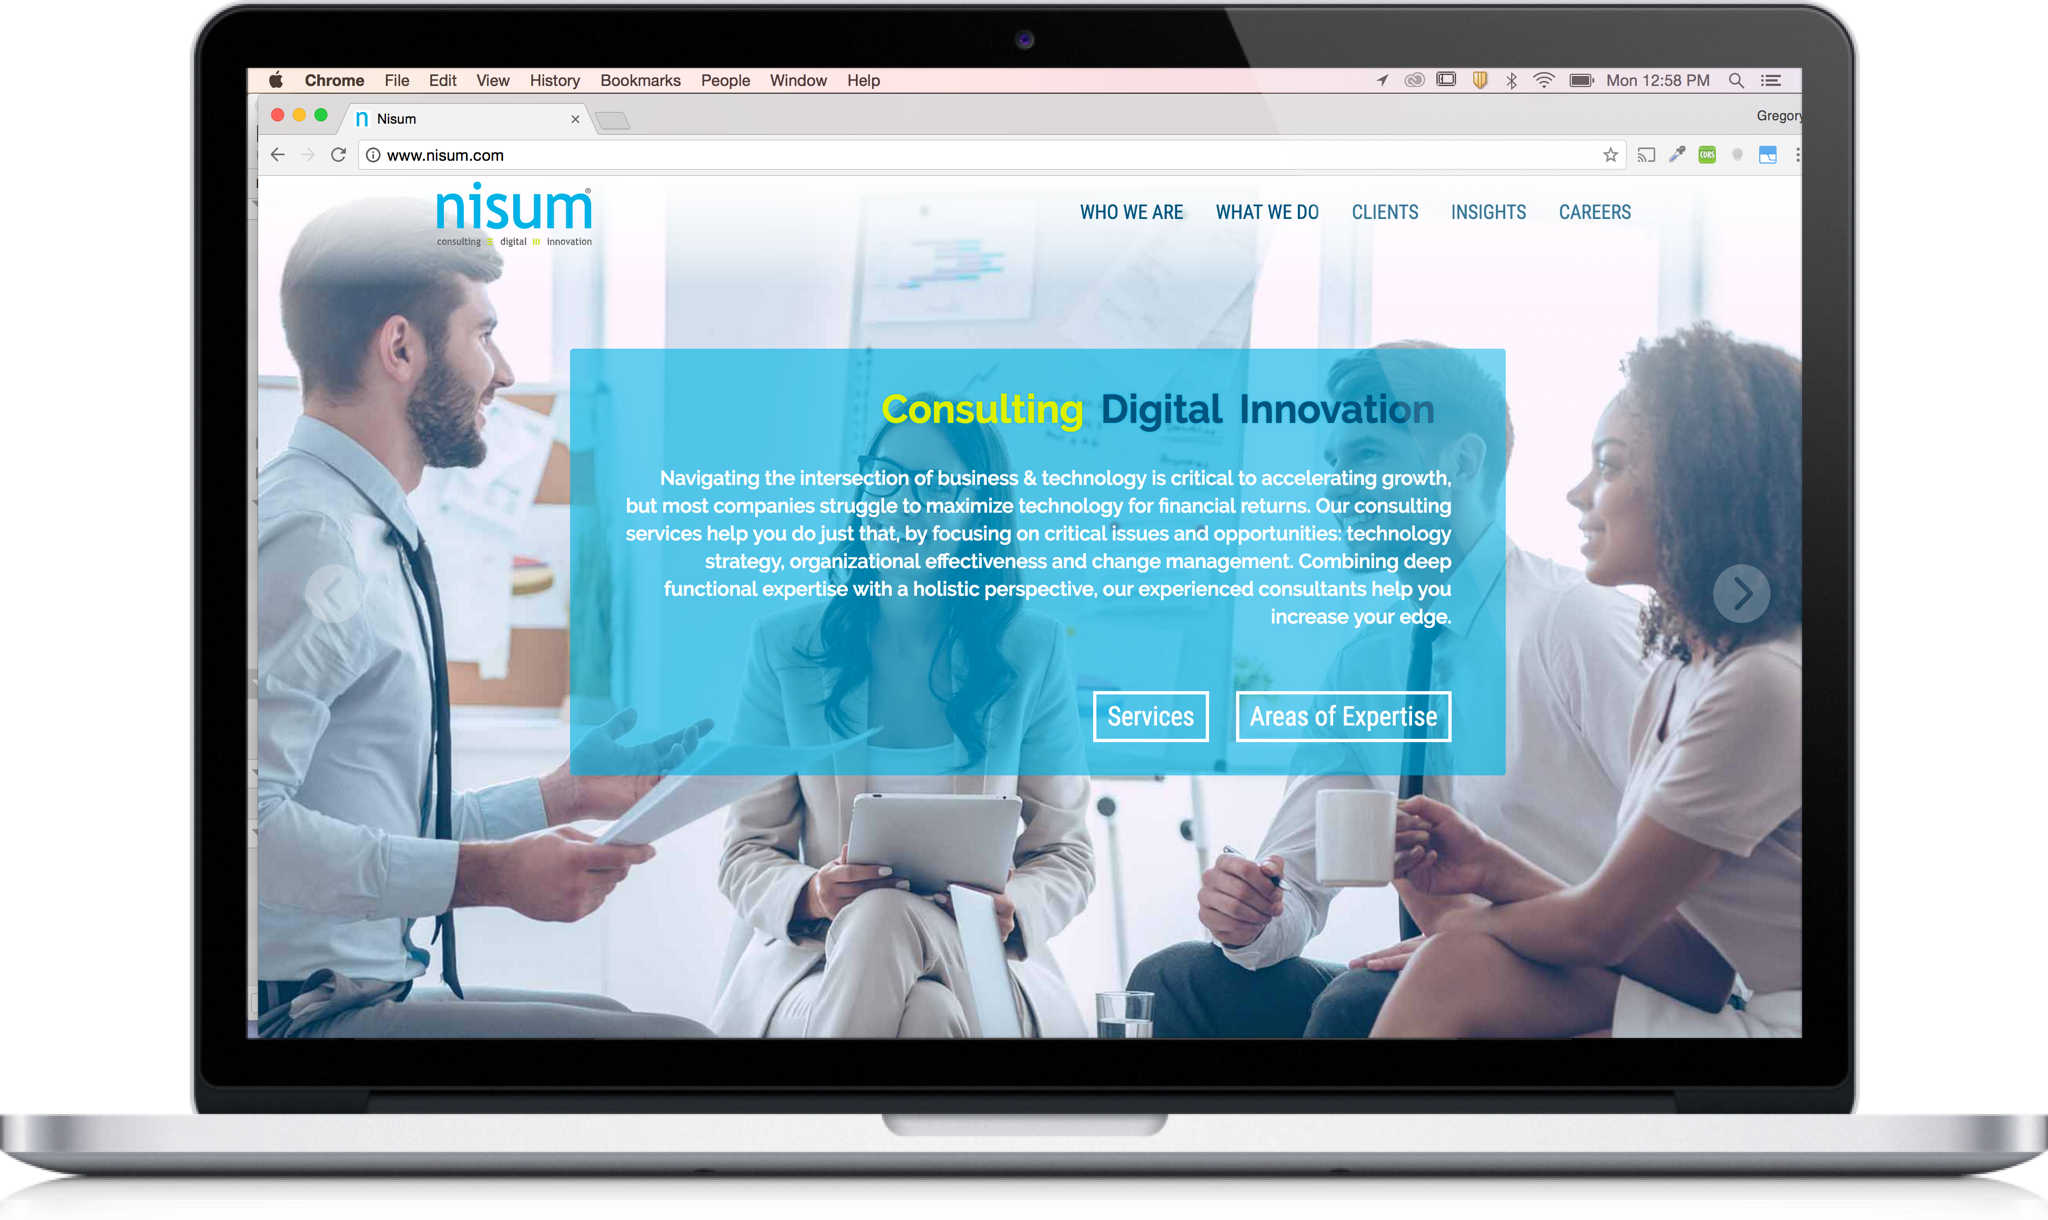 Chrome File Edit View History Bookmarks People Window Help Mon 12:58 PM
n Nisum
Gregory
www.nisum.com
CORS
nisum®
consulting digital innovation
WHO WE ARE WHAT WE DO CLIENTS INSIGHTS CAREERS
Consulting Digital Innovation
Navigating the intersection of business & technology is critical to accelerating growth,
but most companies struggle to maximize technology for financial returns. Our consulting
services help you do just that, by focusing on critical issues and opportunities: technology
strategy, organizational effectiveness and change management. Combining deep
functional expertise with a holistic perspective, our experienced consultants help you
increase your edge.
Services Areas of Expertise